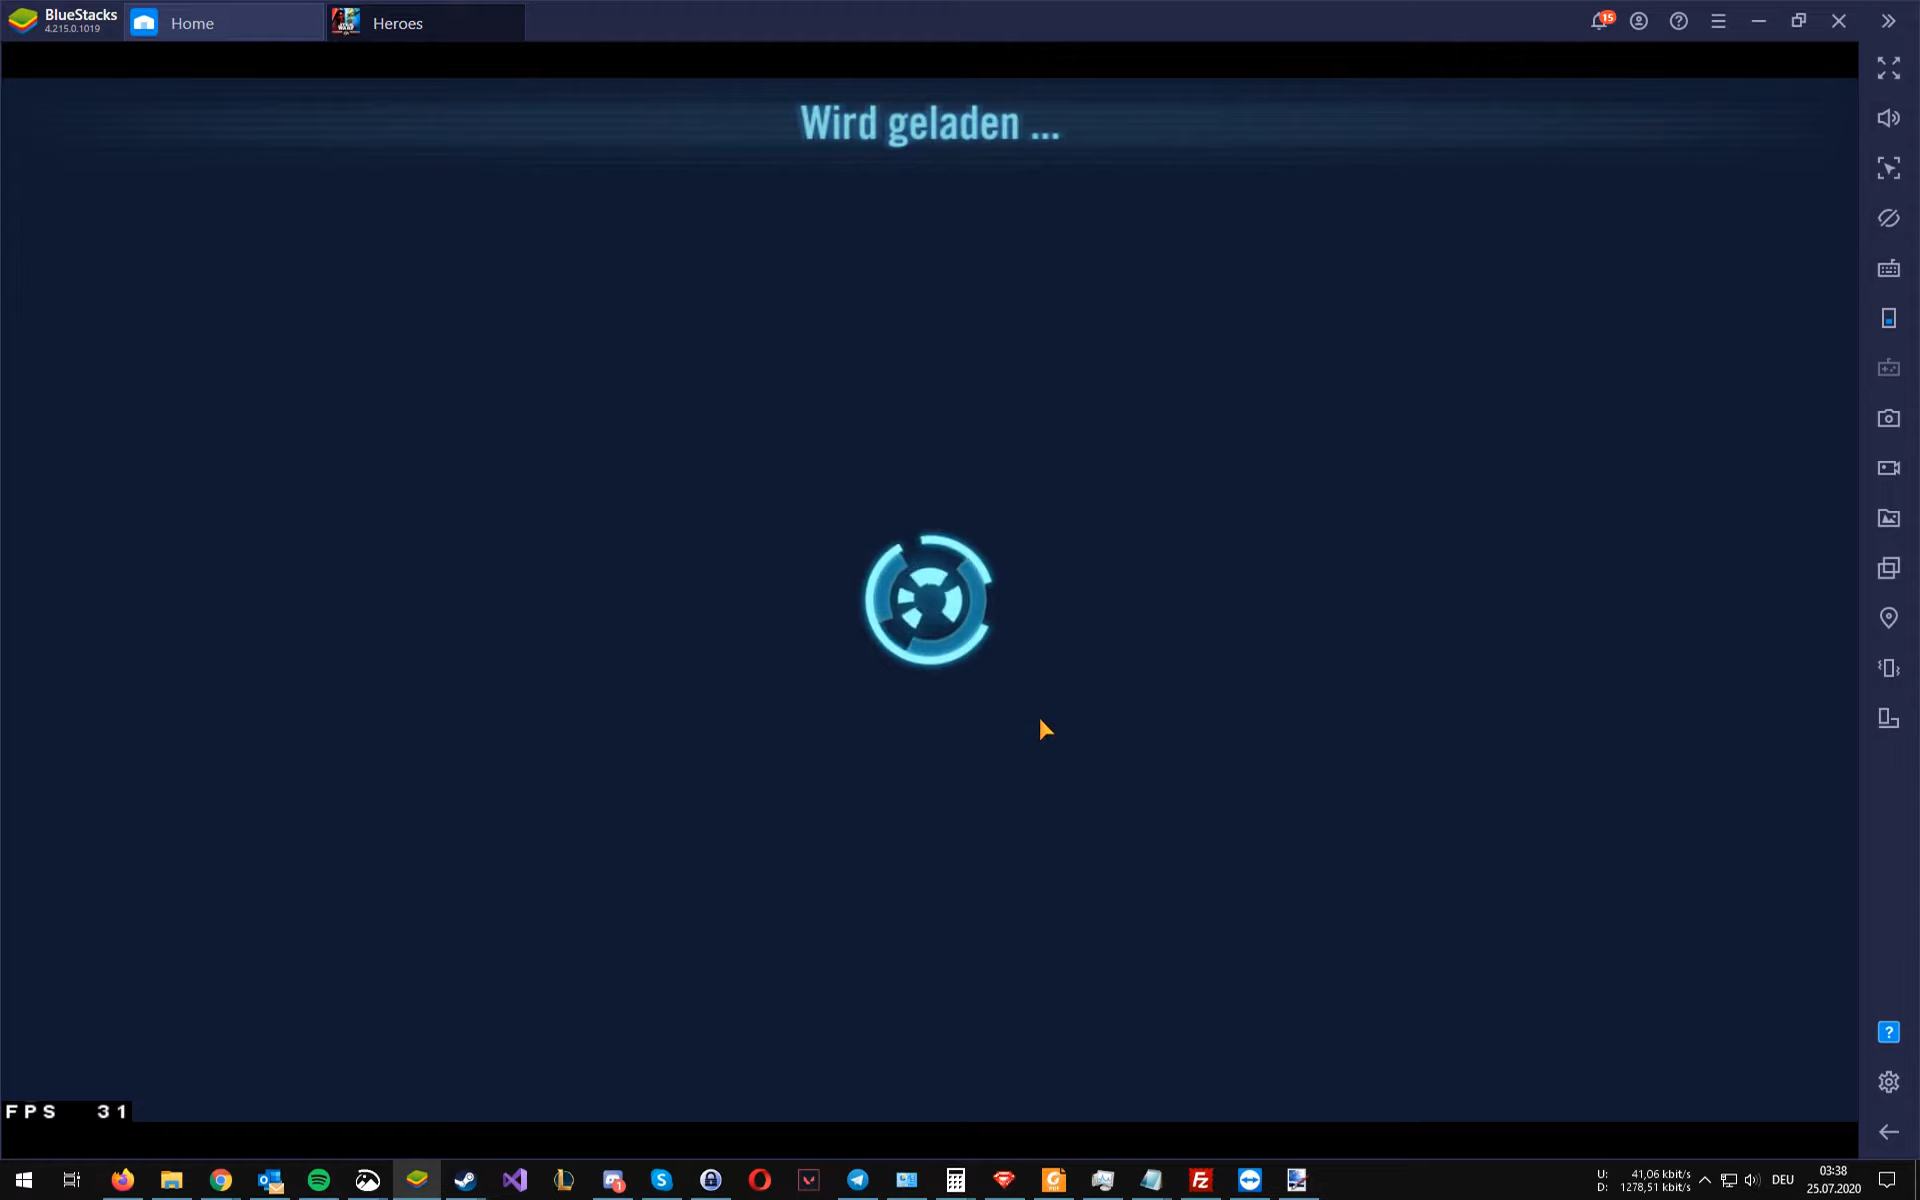 BlueStacks
4.215.0.1019
Home
Heroes
15
Wird geladen ...
FPS 31
1
U: 41,06 kbit/s
D: 1278,51 kbit/s
DEU
03:38
25.07.2020